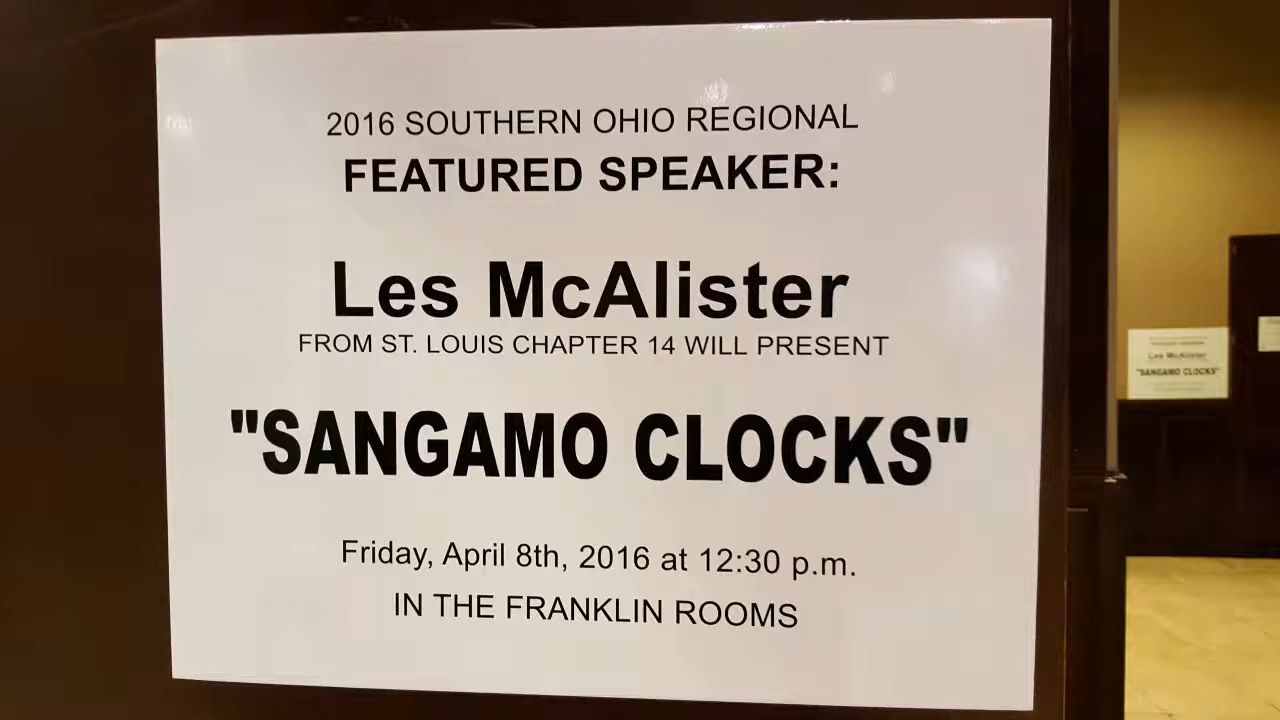 2016 SOUTHERN OHIO REGIONAL
FEATURED SPEAKER:
Les McAlister
FROM ST. LOUIS CHAPTER 14 WILL PRESENT
"SANGAMO CLOCKS"
Friday, April 8th, 2016 at 12:30 p.m.
IN THE FRANKLIN ROOMS
Les McAlister
"SANGAMO CLOCKS"